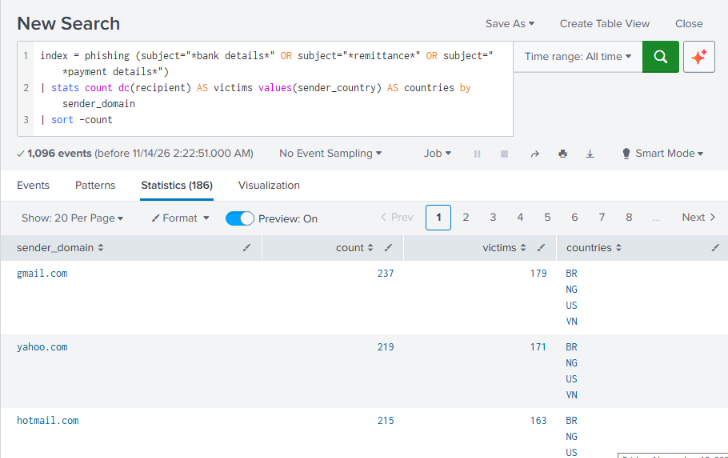 New Search
Save As Create Table View Close
1 index = phishing (subject="*bank details*" OR subject="*remittance*" OR subject="
*payment details*")
2 | stats count dc(recipient) AS victims values(sender_country) AS countries by
sender_domain
3 | sort -count
Time range: All time
✓ 1,096 events (before 11/14/26 2:22:51.000 AM) No Event Sampling Job Smart Mode
Events Patterns Statistics (186) Visualization
Show: 20 Per Page Format Preview: On < Prev 1 2 3 4 5 6 7 8 ... Next >
sender_domain count victims countries
gmail.com 237 179 BR
NG
US
VN
yahoo.com 219 171 BR
NG
US
VN
hotmail.com 215 163 BR
NG
US